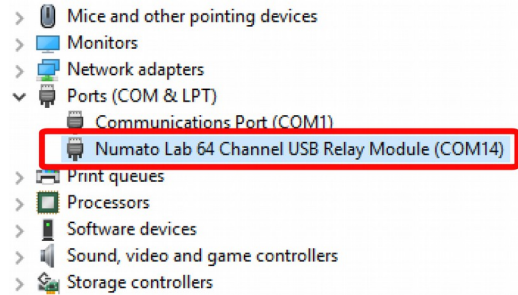 Mice and other pointing devices
Monitors
Network adapters
Ports (COM & LPT)
Communications Port (COM1)
Numato Lab 64 Channel USB Relay Module (COM14)
Print queues
Processors
Software devices
Sound, video and game controllers
Storage controllers